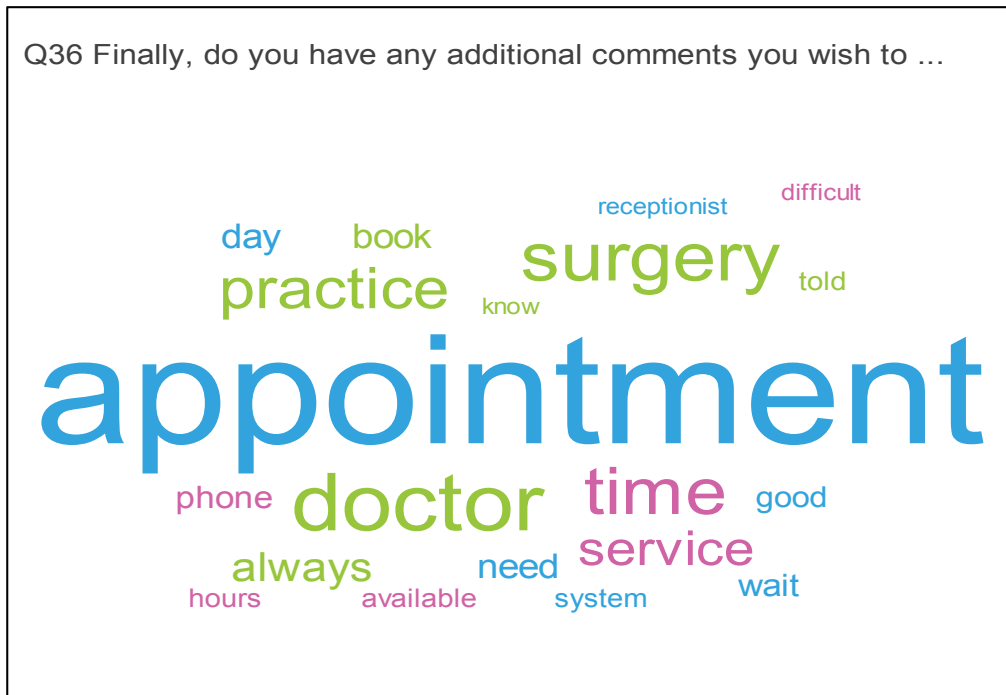 Q36 Finally, do you have any additional comments you wish to ...
difficult
receptionist
day book
surgery
told
practice
know
appointment
phone
doctor
time
good
service
always
need
wait
hours
available
system